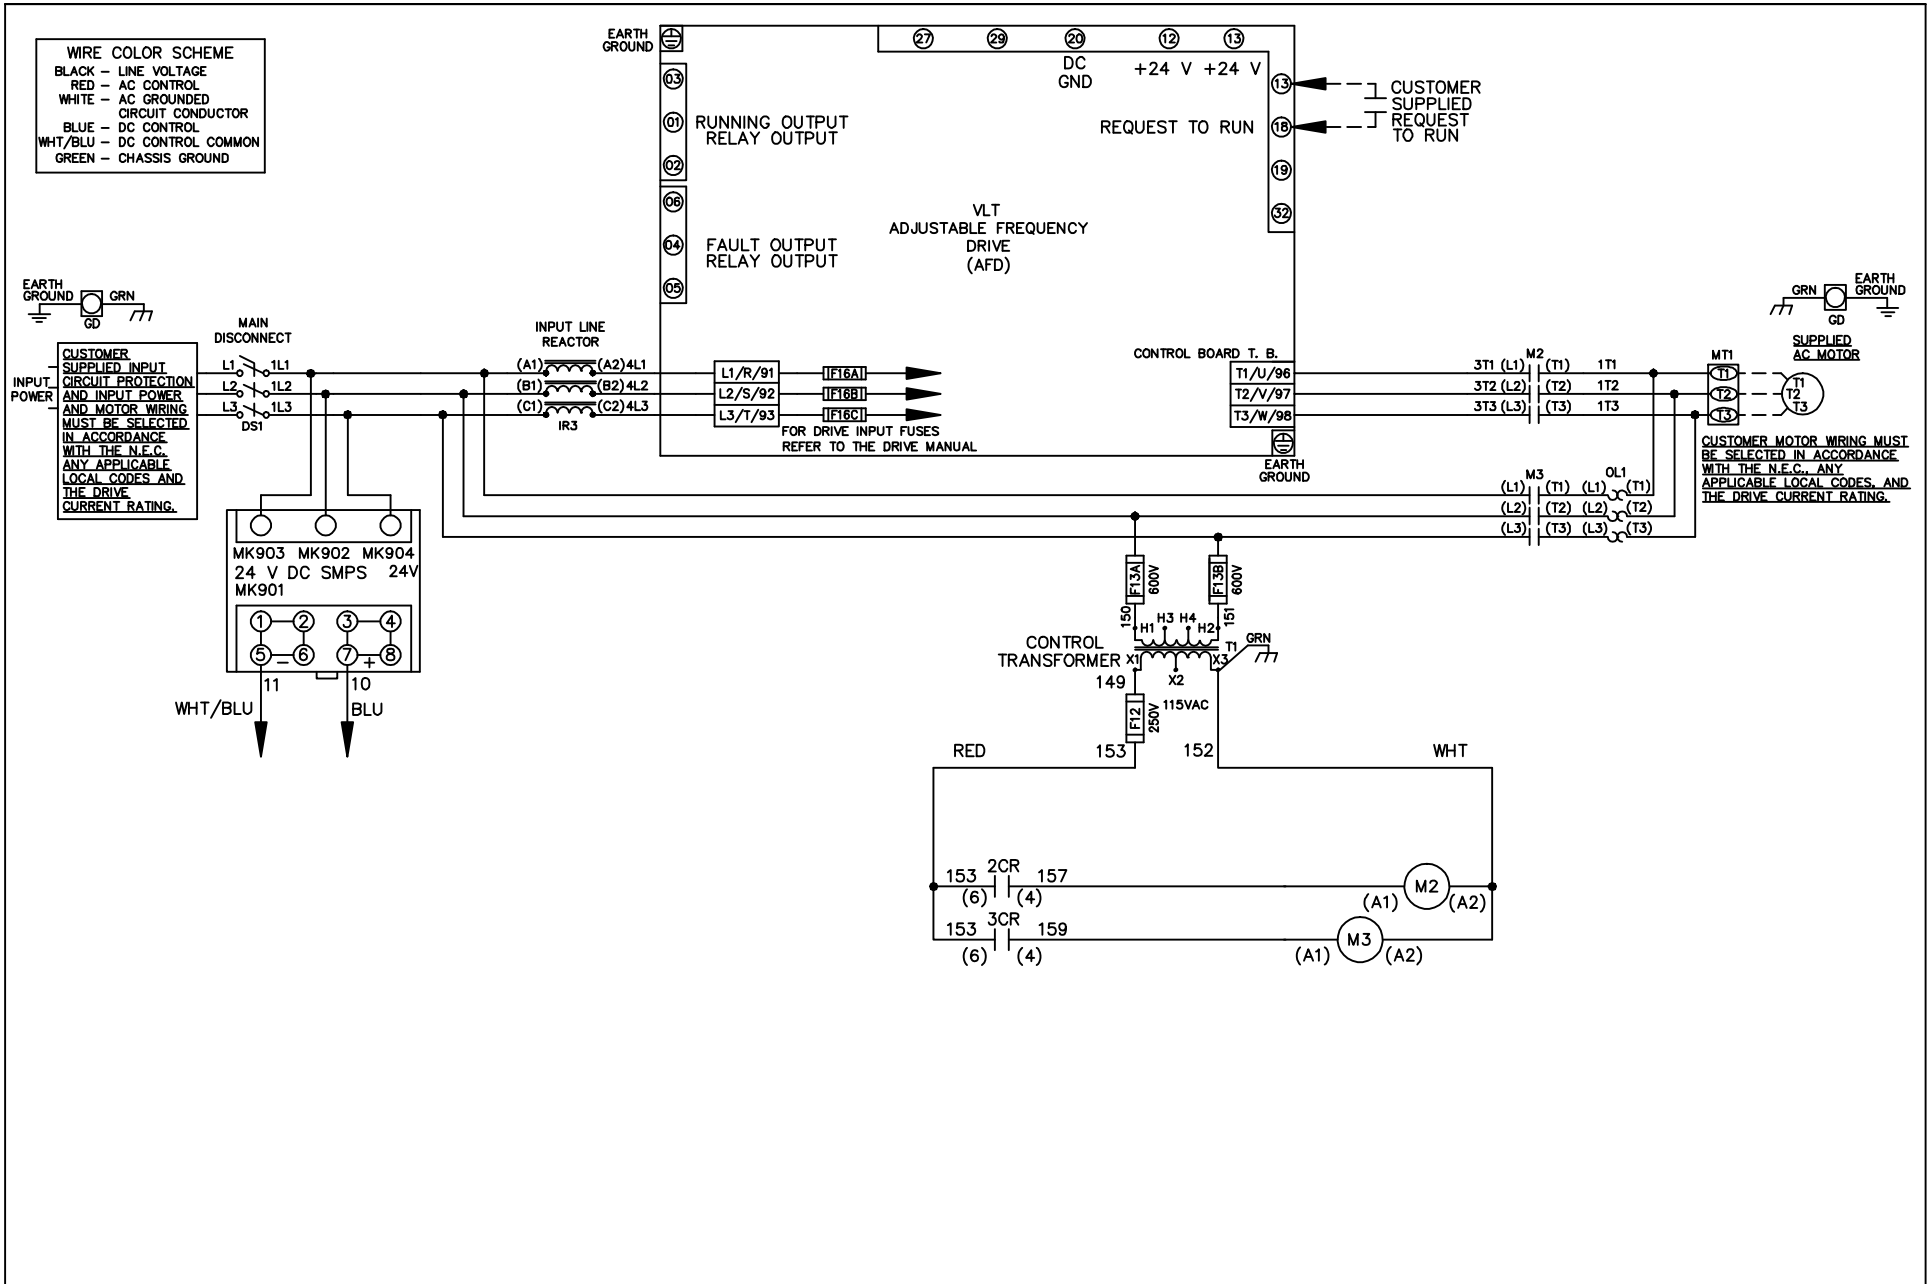 WIRE COLOR SCHEME
BLACK – LINE VOLTAGE
RED – AC CONTROL
WHITE – AC GROUNDED
CIRCUIT CONDUCTOR
BLUE – DC CONTROL
WHT/BLU – DC CONTROL COMMON
GREEN – CHASSIS GROUND
EARTH
GROUND
03
01
02
RUNNING OUTPUT
RELAY OUTPUT
06
04
05
FAULT OUTPUT
RELAY OUTPUT
27 29 20 12 13
DC
GND
+24 V +24 V
13
REQUEST TO RUN 18
19
32
CUSTOMER
SUPPLIED
REQUEST
TO RUN
VLT
ADJUSTABLE FREQUENCY
DRIVE
(AFD)
EARTH
GROUND
GRN
GD
INPUT
POWER
CUSTOMER
SUPPLIED INPUT
CIRCUIT PROTECTION
AND INPUT POWER
AND MOTOR WIRING
MUST BE SELECTED
IN ACCORDANCE
WITH THE N.E.C.
ANY APPLICABLE
LOCAL CODES AND
THE DRIVE
CURRENT RATING.
MAIN
DISCONNECT
L1 1L1
L2 1L2
L3 1L3
DS1
INPUT LINE
REACTOR
(A1) (A2) 4L1
(B1) (B2) 4L2
(C1) (C2) 4L3
IR3
L1/R/91 F16A
L2/S/92 F16B
L3/T/93 F16C
FOR DRIVE INPUT FUSES
REFER TO THE DRIVE MANUAL
CONTROL BOARD T. B.
T1/U/96
T2/V/97
T3/W/98
EARTH
GROUND
M2
3T1 (L1) (T1) 1T1
3T2 (L2) (T2) 1T2
3T3 (L3) (T3) 1T3
MT1
T1
T2
T3
GRN
EARTH
GROUND
GD
SUPPLIED
AC MOTOR
T1
T2
T3
CUSTOMER MOTOR WIRING MUST
BE SELECTED IN ACCORDANCE
WITH THE N.E.C., ANY
APPLICABLE LOCAL CODES, AND
THE DRIVE CURRENT RATING.
M3 OL1
(L1) (T1) (L1) (T1)
(L2) (T2) (L2) (T2)
(L3) (T3) (L3) (T3)
MK903 MK902 MK904
24 V DC SMPS 24V
MK901
1 2 3 4
5 – 6 7 + 8
11 10
WHT/BLU BLU
F13A 600V
F13B 600V
150 151
H1 H3 H4 H2
CONTROL
TRANSFORMER
T1
GRN
X1 X2 X3
149
F12 250V
115VAC
RED 153 152 WHT
2CR
153 157
(6) (4)
M2
(A1) (A2)
3CR
153 159
(6) (4)
M3
(A1) (A2)